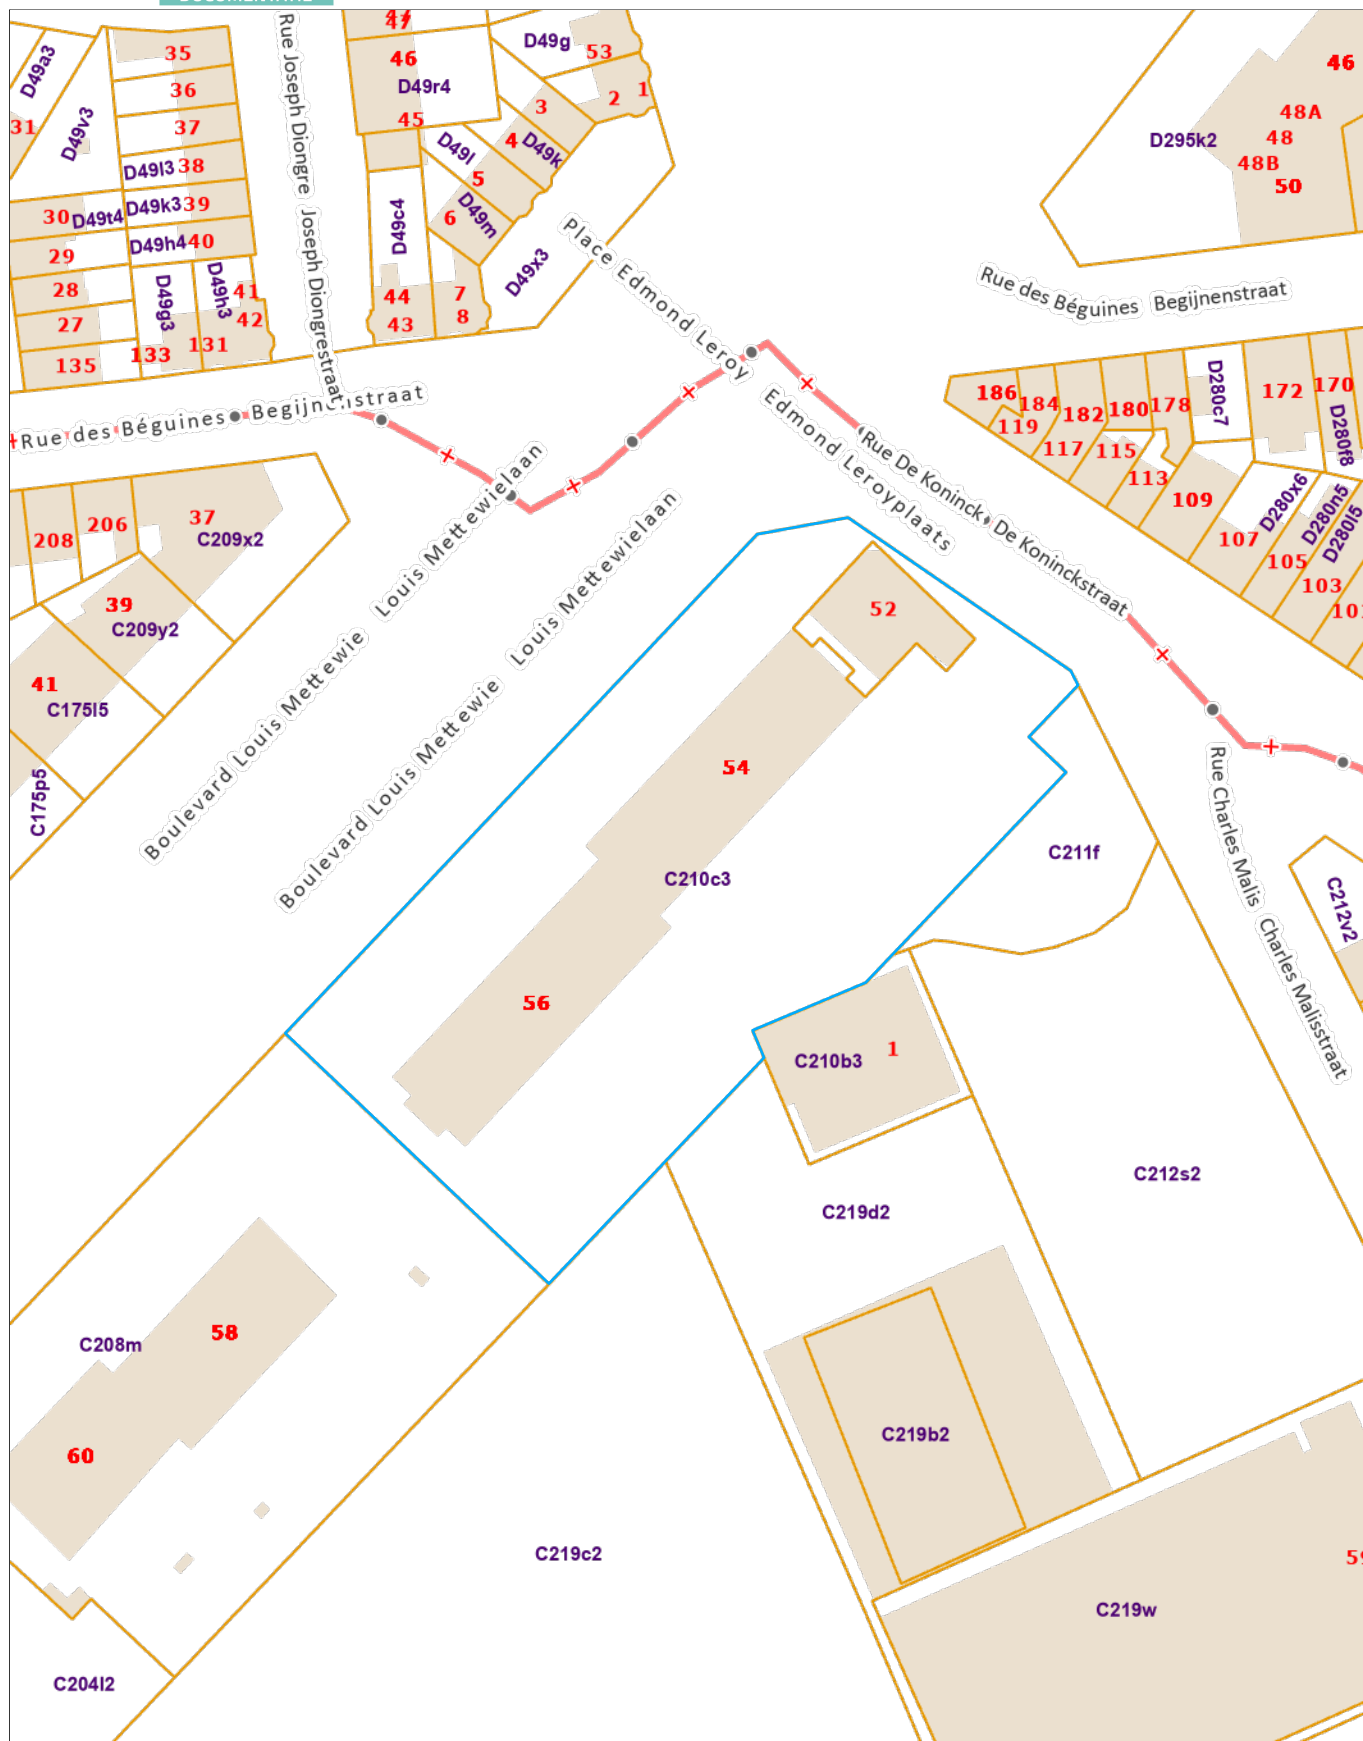 47
47
46
D49r4
45
D49g
53
1
2
3
4
D49k
D49l
5
D49m
6
D49c4
44
43
7
8
D49x3
D49a3
31
D49v3
35
36
37
D49l3 38
D49k3 39
D49h4 40
30 D49t4
29
28
27
135
D49g3
133
D49h3
41
42
131
Rue Joseph Diongre Joseph Diongrestraat
46
48A
48
48B
50
D295k2
Place Edmond Leroy Edmond Leroyplaats
Rue des Béguines Begijnenstraat
Rue des Béguines Begijnenstraat
Rue De Koninck De Koninckstraat
186
184
182
180
178
D280c7
172
170
D280f8
119
117
115
113
109
107
D280x6
105
D280n5
103
D280l5
208
206
37
C209x2
39
C209y2
41
C175l5
C175p5
Boulevard Louis Mettewie Louis Mettewielaan
Boulevard Louis Mettewie Louis Mettewielaan
52
54
C210c3
56
C211f
C210b3
1
Rue Charles Malis Charles Malisstraat
C212v2
C212s2
C219d2
C208m
58
60
C219b2
C219c2
C219w
C204l2